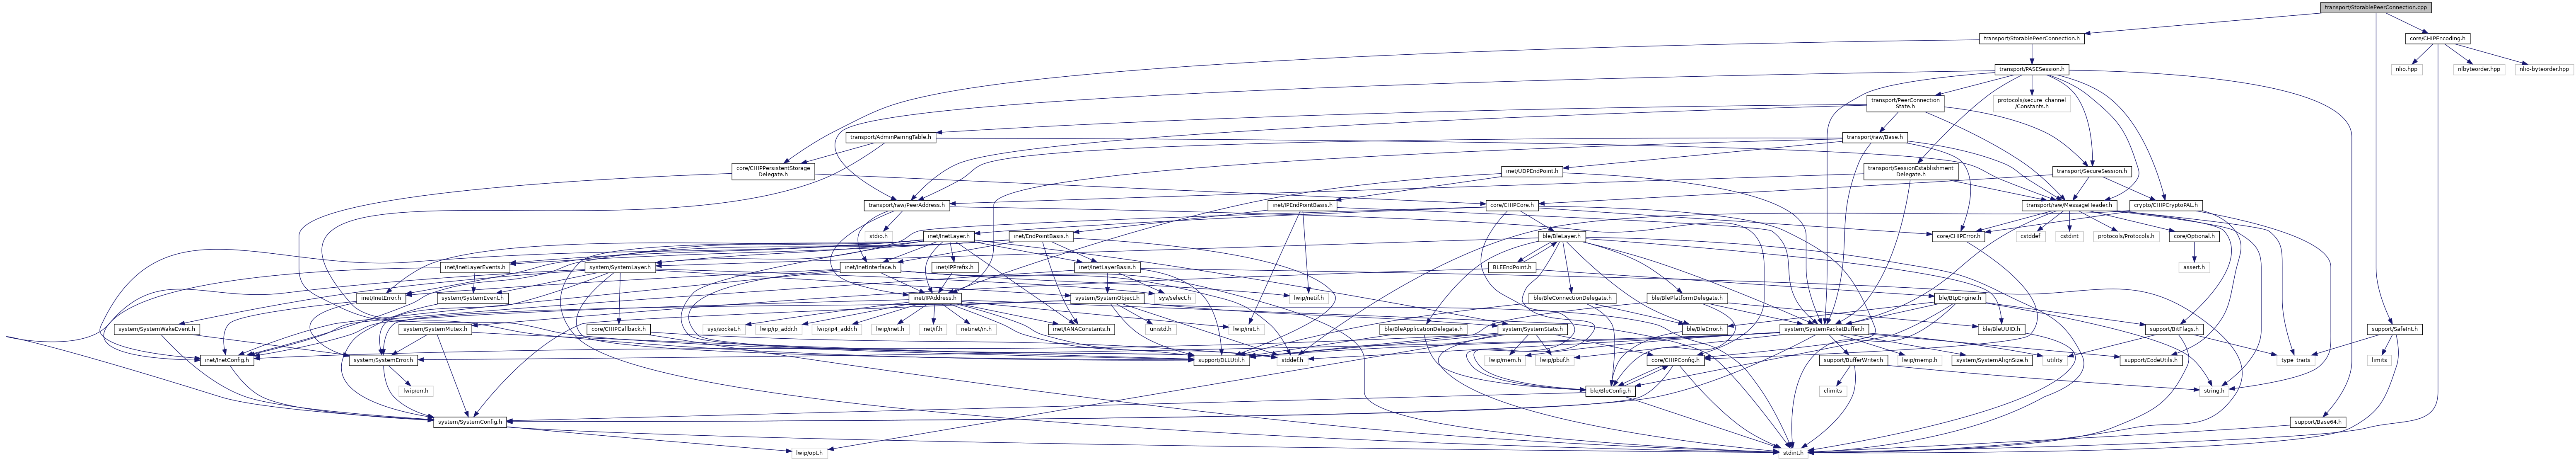 transport/StorablePeerConnection.cpp
transport/StorablePeerConnection.h
core/CHIPEncoding.h
transport/PASESession.h
nlio.hpp
nlbyteorder.hpp
nlio-byteorder.hpp
transport/PeerConnection
State.h
protocols/secure_channel
/Constants.h
transport/AdminPairingTable.h
transport/raw/Base.h
core/CHIPPersistentStorage
Delegate.h
inet/UDPEndPoint.h
transport/SessionEstablishment
Delegate.h
transport/SecureSession.h
transport/raw/PeerAddress.h
inet/IPEndPointBasis.h
core/CHIPCore.h
transport/raw/MessageHeader.h
crypto/CHIPCryptoPAL.h
stdio.h
inet/InetLayer.h
inet/EndPointBasis.h
ble/BleLayer.h
core/CHIPError.h
cstddef
cstdint
protocols/Protocols.h
core/Optional.h
inet/InetLayerEvents.h
system/SystemLayer.h
inet/InetInterface.h
inet/IPPrefix.h
inet/InetLayerBasis.h
BLEEndPoint.h
assert.h
inet/InetError.h
system/SystemEvent.h
inet/IPAddress.h
system/SystemObject.h
sys/select.h
lwip/netif.h
ble/BleConnectionDelegate.h
ble/BlePlatformDelegate.h
ble/BtpEngine.h
system/SystemWakeEvent.h
system/SystemMutex.h
core/CHIPCallback.h
sys/socket.h
lwip/ip_addr.h
lwip/ip4_addr.h
lwip/inet.h
net/if.h
netinet/in.h
inet/IANAConstants.h
unistd.h
lwip/init.h
ble/BleApplicationDelegate.h
system/SystemStats.h
ble/BleError.h
system/SystemPacketBuffer.h
ble/BleUUID.h
support/BitFlags.h
support/SafeInt.h
inet/InetConfig.h
system/SystemError.h
support/DLLUtil.h
stddef.h
lwip/mem.h
lwip/pbuf.h
core/CHIPConfig.h
support/BufferWriter.h
lwip/memp.h
system/SystemAlignSize.h
utility
support/CodeUtils.h
type_traits
limits
lwip/err.h
ble/BleConfig.h
climits
string.h
system/SystemConfig.h
support/Base64.h
lwip/opt.h
stdint.h